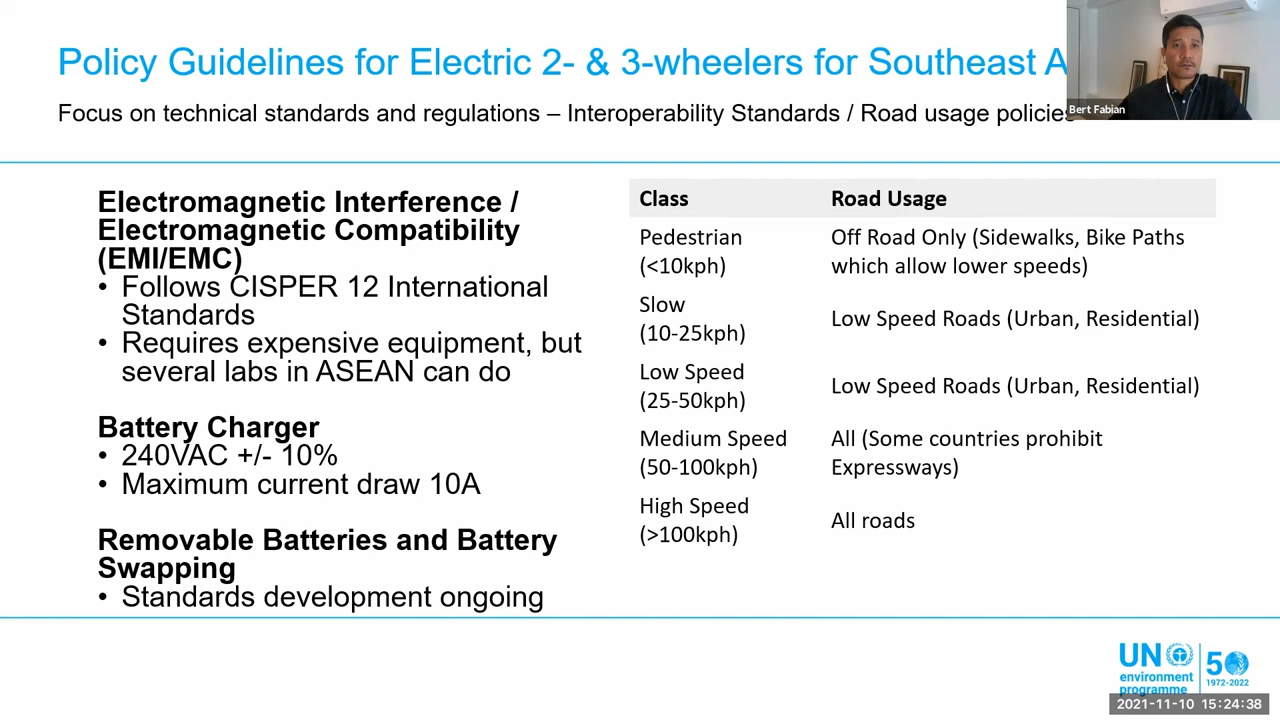 Policy Guidelines for Electric 2- & 3-wheelers for Southeast A
Focus on technical standards and regulations – Interoperability Standards / Road usage policies
Bert Fabian
Electromagnetic Interference /
Electromagnetic Compatibility
(EMI/EMC)
• Follows CISPER 12 International
Standards
• Requires expensive equipment, but
several labs in ASEAN can do
Battery Charger
• 240VAC +/- 10%
• Maximum current draw 10A
Removable Batteries and Battery
Swapping
• Standards development ongoing
Class Road Usage
Pedestrian
(<10kph)
Off Road Only (Sidewalks, Bike Paths
which allow lower speeds)
Slow
(10-25kph)
Low Speed Roads (Urban, Residential)
Low Speed
(25-50kph)
Low Speed Roads (Urban, Residential)
Medium Speed
(50-100kph)
All (Some countries prohibit
Expressways)
High Speed
(>100kph)
All roads
UN
environment
programme
50
1972-2022
2021-11-10 15:24:38